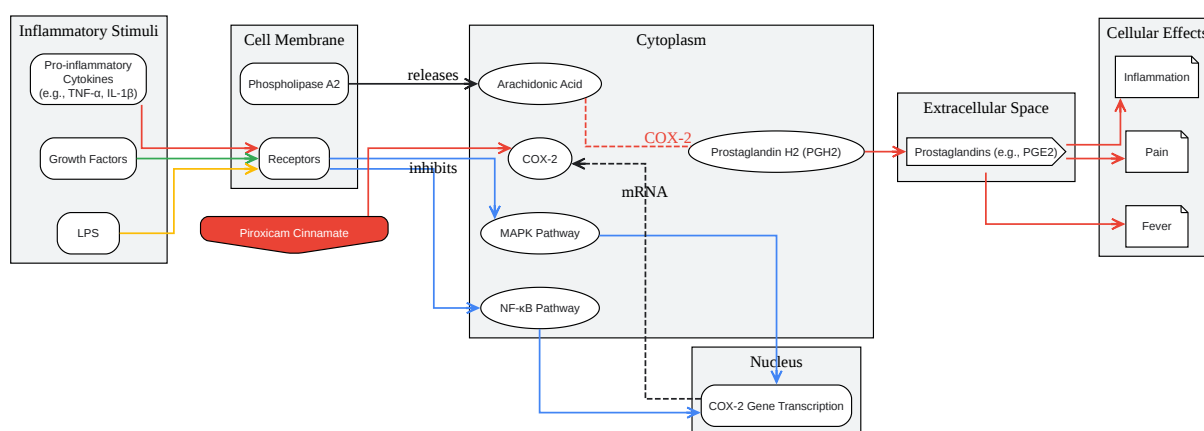 Inflammatory Stimuli
Pro-inflammatory
Cytokines
(e.g., TNF-α, IL-1β)
Growth Factors
LPS
Cell Membrane
Phospholipase A2
Receptors
releases
inhibits
Piroxicam Cinnamate
Cytoplasm
Arachidonic Acid
COX-2
COX-2
Prostaglandin H2 (PGH2)
mRNA
MAPK Pathway
NF-κB Pathway
Nucleus
COX-2 Gene Transcription
Extracellular Space
Prostaglandins (e.g., PGE2)
Cellular Effects
Inflammation
Pain
Fever